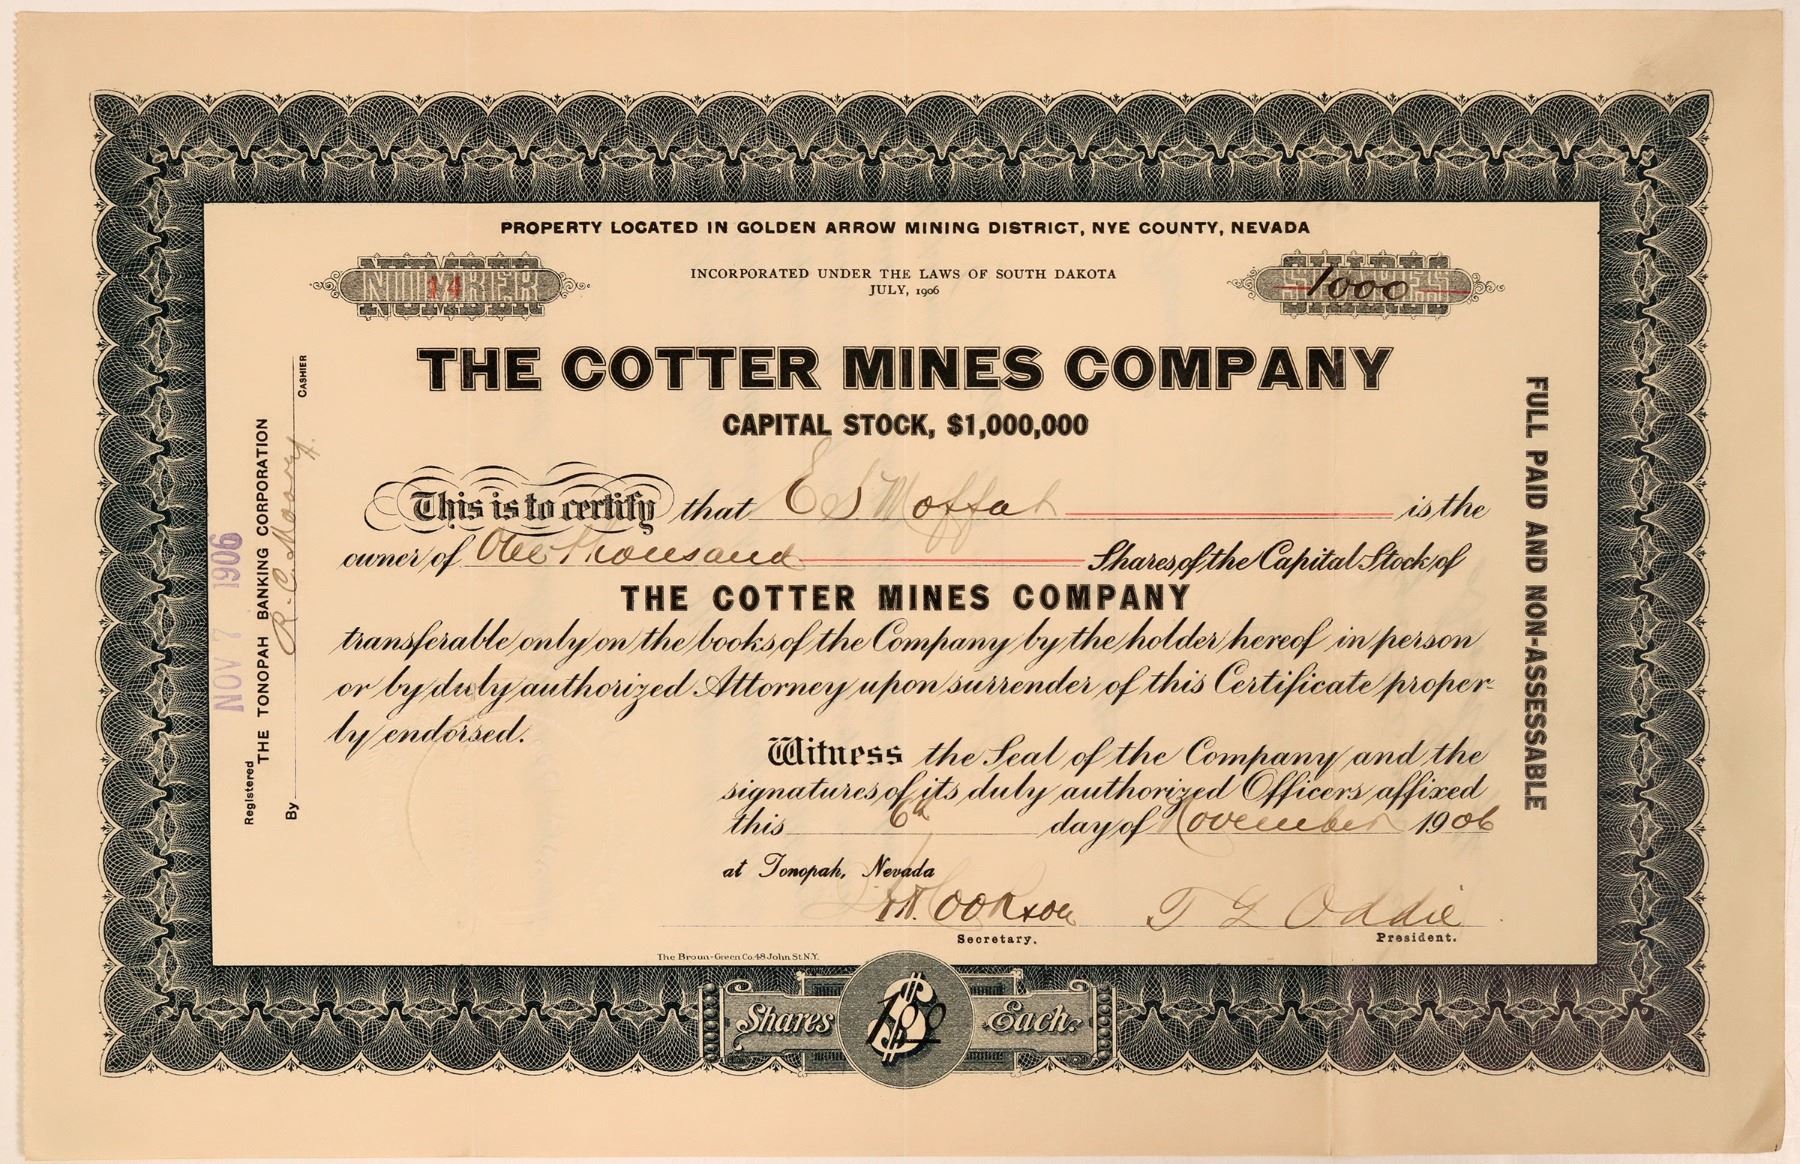 PROPERTY LOCATED IN GOLDEN ARROW MINING DISTRICT, NYE COUNTY, NEVADA
NUMBER 14
INCORPORATED UNDER THE LAWS OF SOUTH DAKOTA
JULY, 1906
SHARES 1000
THE COTTER MINES COMPANY
CAPITAL STOCK, $1,000,000
This is to certify that E S Moffat is the
owner of One thousand Shares of the Capital Stock of
THE COTTER MINES COMPANY
transferable only on the books of the Company by the holder hereof in person
or by duly authorized Attorney upon surrender of this Certificate proper-
ly endorsed.
Witness the Seal of the Company and the
signatures of its duly authorized Officers affixed
this 6th day of November 1906
at Tonopah, Nevada
Cookson
Secretary.
T L Oddie
President.
The Broun-Green Co. 48 John St. N.Y.
Shares $1.00 Each.
NOV 7 1906
Registered
THE TONOPAH BANKING CORPORATION
By R. C. CASHIER
FULL PAID AND NON-ASSESSABLE